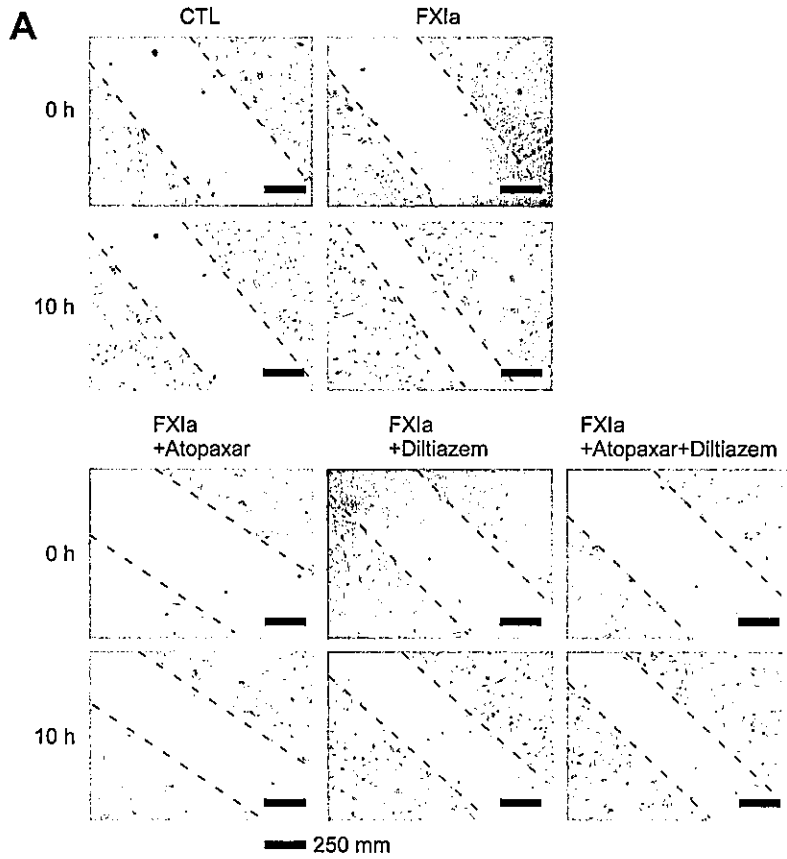 A
CTL FXIa
0 h
10 h
FXIa FXIa FXIa
+Atopaxar +Diltiazem +Atopaxar+Diltiazem
0 h
10 h
250 mm